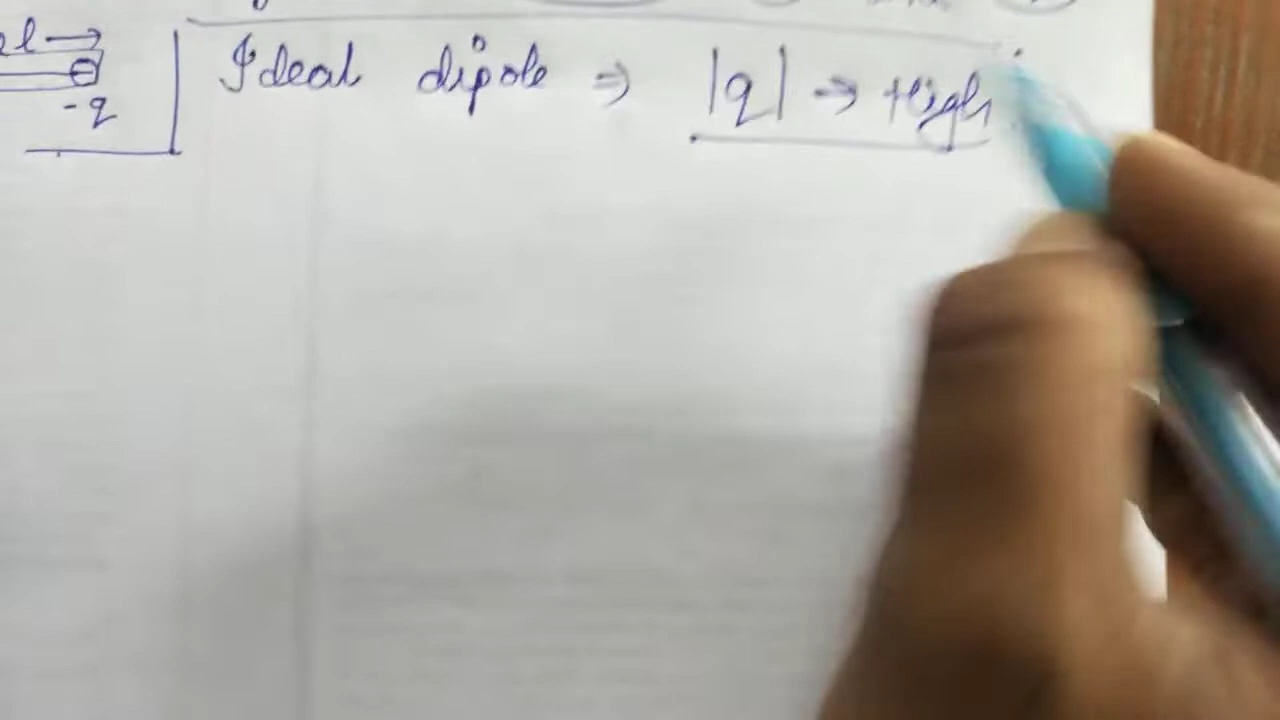 l →
⊖
-q
Ideal dipole ⇒ |q| → High